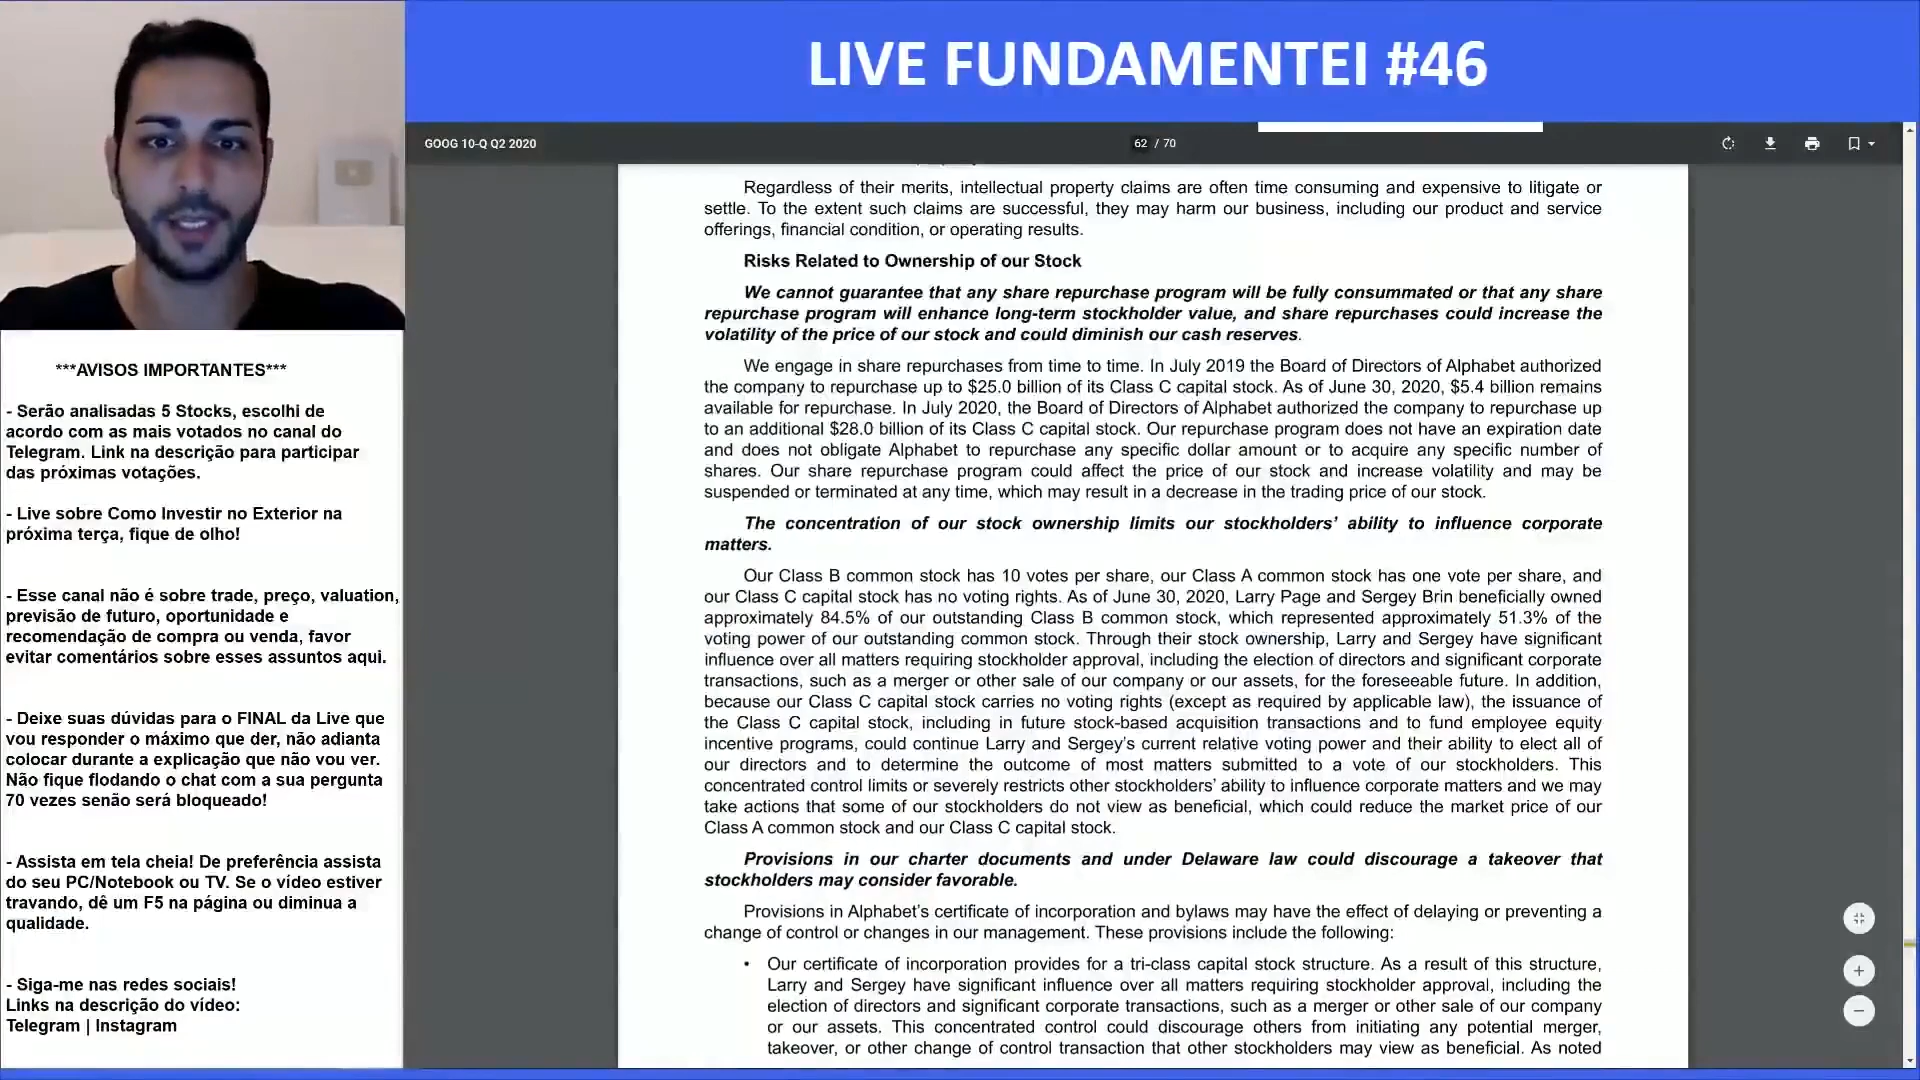 LIVE FUNDAMENTEI #46
GOOG 10-Q Q2 2020
62 / 70
***AVISOS IMPORTANTES***
- Serão analisadas 5 Stocks, escolhi de
acordo com as mais votados no canal do
Telegram. Link na descrição para participar
das próximas votações.
- Live sobre Como Investir no Exterior na
próxima terça, fique de olho!
- Esse canal não é sobre trade, preço, valuation,
previsão de futuro, oportunidade e
recomendação de compra ou venda, favor
evitar comentários sobre esses assuntos aqui.
- Deixe suas dúvidas para o FINAL da Live que
vou responder o máximo que der, não adianta
colocar durante a explicação que não vou ver.
Não fique flodando o chat com a sua pergunta
70 vezes senão será bloqueado!
- Assista em tela cheia! De preferência assista
do seu PC/Notebook ou TV. Se o vídeo estiver
travando, dê um F5 na página ou diminua a
qualidade.
- Siga-me nas redes sociais!
Links na descrição do vídeo:
Telegram | Instagram
Regardless of their merits, intellectual property claims are often time consuming and expensive to litigate or
settle. To the extent such claims are successful, they may harm our business, including our product and service
offerings, financial condition, or operating results.
Risks Related to Ownership of our Stock
We cannot guarantee that any share repurchase program will be fully consummated or that any share
repurchase program will enhance long-term stockholder value, and share repurchases could increase the
volatility of the price of our stock and could diminish our cash reserves.
We engage in share repurchases from time to time. In July 2019 the Board of Directors of Alphabet authorized
the company to repurchase up to $25.0 billion of its Class C capital stock. As of June 30, 2020, $5.4 billion remains
available for repurchase. In July 2020, the Board of Directors of Alphabet authorized the company to repurchase up
to an additional $28.0 billion of its Class C capital stock. Our repurchase program does not have an expiration date
and does not obligate Alphabet to repurchase any specific dollar amount or to acquire any specific number of
shares. Our share repurchase program could affect the price of our stock and increase volatility and may be
suspended or terminated at any time, which may result in a decrease in the trading price of our stock.
The concentration of our stock ownership limits our stockholders’ ability to influence corporate
matters.
Our Class B common stock has 10 votes per share, our Class A common stock has one vote per share, and
our Class C capital stock has no voting rights. As of June 30, 2020, Larry Page and Sergey Brin beneficially owned
approximately 84.5% of our outstanding Class B common stock, which represented approximately 51.3% of the
voting power of our outstanding common stock. Through their stock ownership, Larry and Sergey have significant
influence over all matters requiring stockholder approval, including the election of directors and significant corporate
transactions, such as a merger or other sale of our company or our assets, for the foreseeable future. In addition,
because our Class C capital stock carries no voting rights (except as required by applicable law), the issuance of
the Class C capital stock, including in future stock-based acquisition transactions and to fund employee equity
incentive programs, could continue Larry and Sergey’s current relative voting power and their ability to elect all of
our directors and to determine the outcome of most matters submitted to a vote of our stockholders. This
concentrated control limits or severely restricts other stockholders’ ability to influence corporate matters and we may
take actions that some of our stockholders do not view as beneficial, which could reduce the market price of our
Class A common stock and our Class C capital stock.
Provisions in our charter documents and under Delaware law could discourage a takeover that
stockholders may consider favorable.
Provisions in Alphabet’s certificate of incorporation and bylaws may have the effect of delaying or preventing a
change of control or changes in our management. These provisions include the following:
• Our certificate of incorporation provides for a tri-class capital stock structure. As a result of this structure,
Larry and Sergey have significant influence over all matters requiring stockholder approval, including the
election of directors and significant corporate transactions, such as a merger or other sale of our company
or our assets. This concentrated control could discourage others from initiating any potential merger,
takeover, or other change of control transaction that other stockholders may view as beneficial. As noted